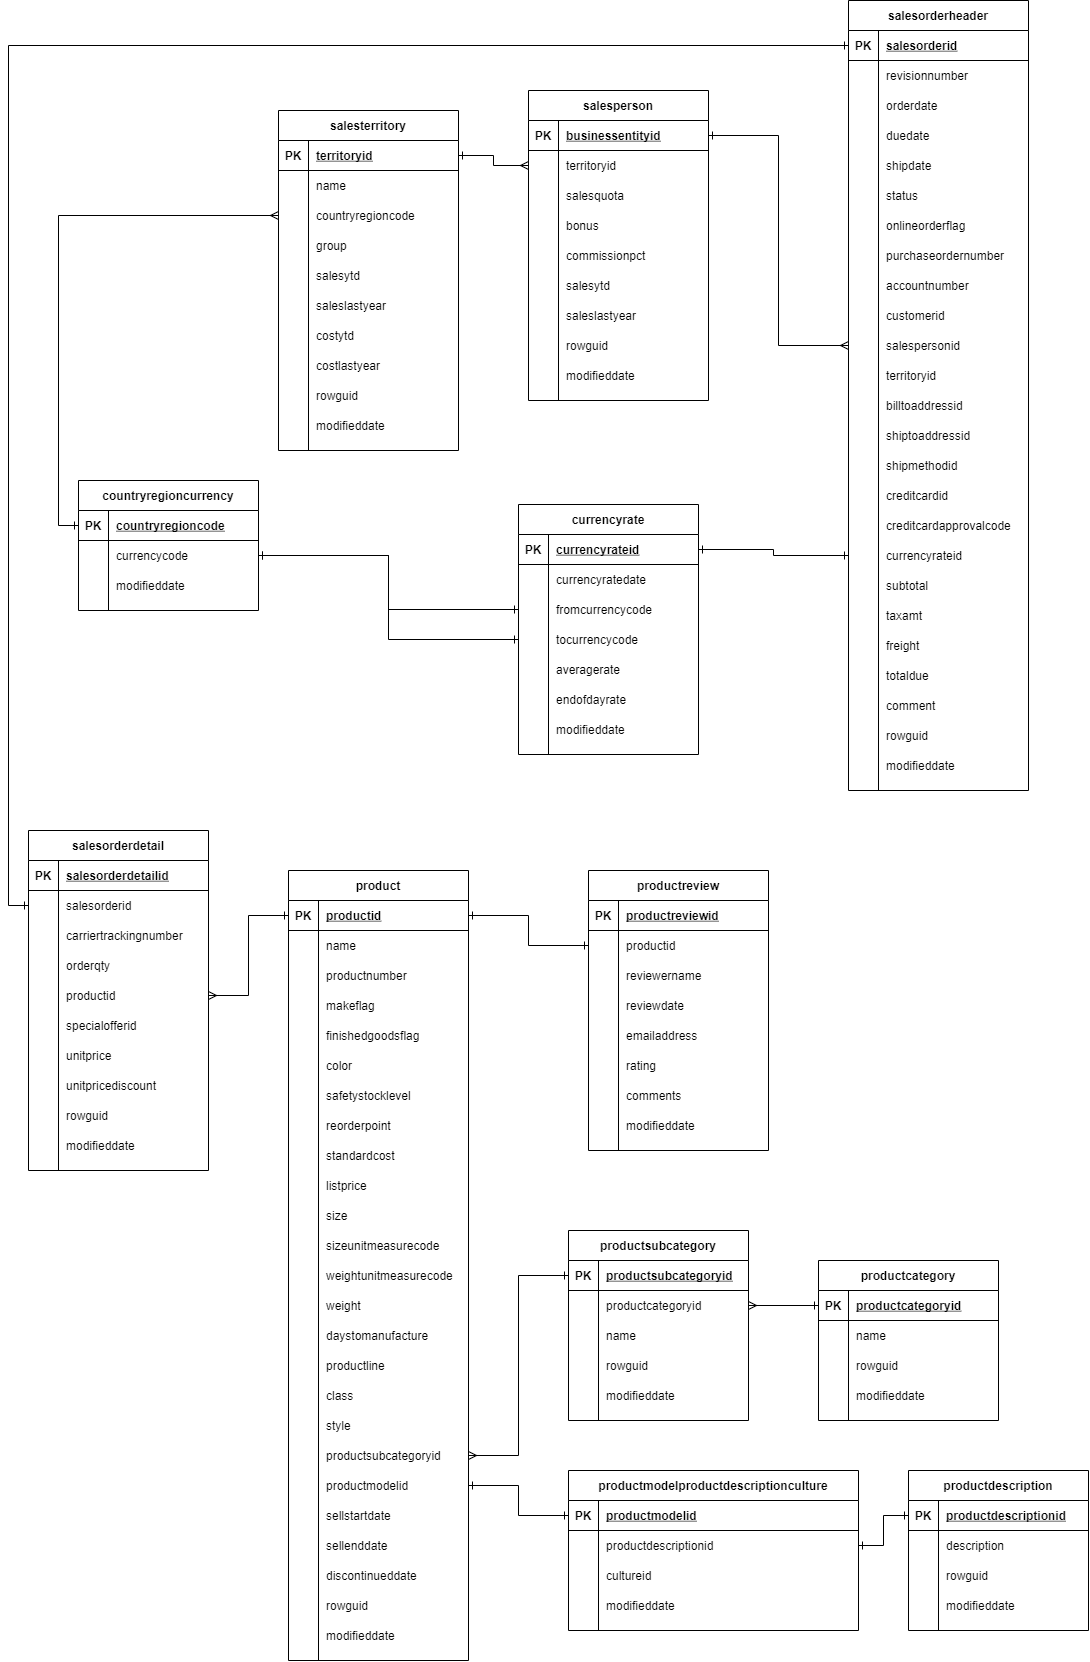 salesorderheader
PK salesorderid
revisionnumber
orderdate
duedate
shipdate
status
onlineorderflag
purchaseordernumber
accountnumber
customerid
salespersonid
territoryid
billtoaddressid
shiptoaddressid
shipmethodid
creditcardid
creditcardapprovalcode
currencyrateid
subtotal
taxamt
freight
totaldue
comment
rowguid
modifieddate
salesperson
PK businessentityid
territoryid
salesquota
bonus
commissionpct
salesytd
saleslastyear
rowguid
modifieddate
salesterritory
PK territoryid
name
countryregioncode
group
salesytd
saleslastyear
costytd
costlastyear
rowguid
modifieddate
countryregioncurrency
PK countryregioncode
currencycode
modifieddate
currencyrate
PK currencyrateid
currencyratedate
fromcurrencycode
tocurrencycode
averagerate
endofdayrate
modifieddate
salesorderdetail
PK salesorderdetailid
salesorderid
carriertrackingnumber
orderqty
productid
specialofferid
unitprice
unitpricediscount
rowguid
modifieddate
product
PK productid
name
productnumber
makeflag
finishedgoodsflag
color
safetystocklevel
reorderpoint
standardcost
listprice
size
sizeunitmeasurecode
weightunitmeasurecode
weight
daystomanufacture
productline
class
style
productsubcategoryid
productmodelid
sellstartdate
sellenddate
discontinueddate
rowguid
modifieddate
productreview
PK productreviewid
productid
reviewername
reviewdate
emailaddress
rating
comments
modifieddate
productsubcategory
PK productsubcategoryid
productcategoryid
name
rowguid
modifieddate
productcategory
PK productcategoryid
name
rowguid
modifieddate
productmodelproductdescriptionculture
PK productmodelid
productdescriptionid
cultureid
modifieddate
productdescription
PK productdescriptionid
description
rowguid
modifieddate